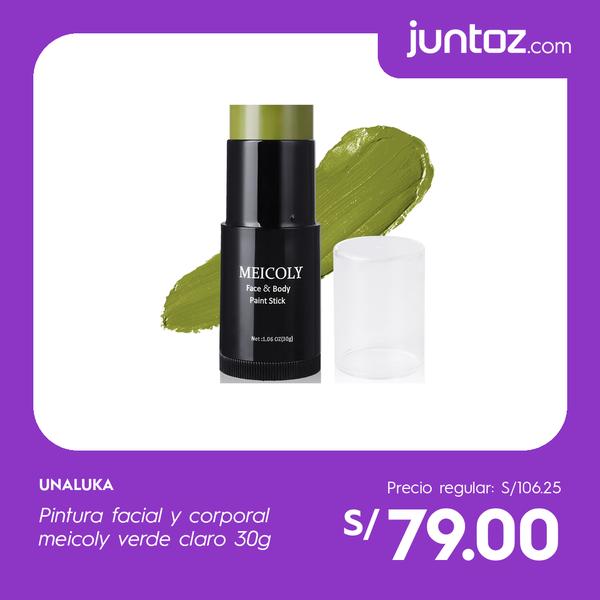 juntoz.com
MEICOLY
Face & Body
Paint Stick
Net :1.06 OZ(30g)
UNALUKA
Pintura facial y corporal
meicoly verde claro 30g
Precio regular: S/106.25
S/79.00